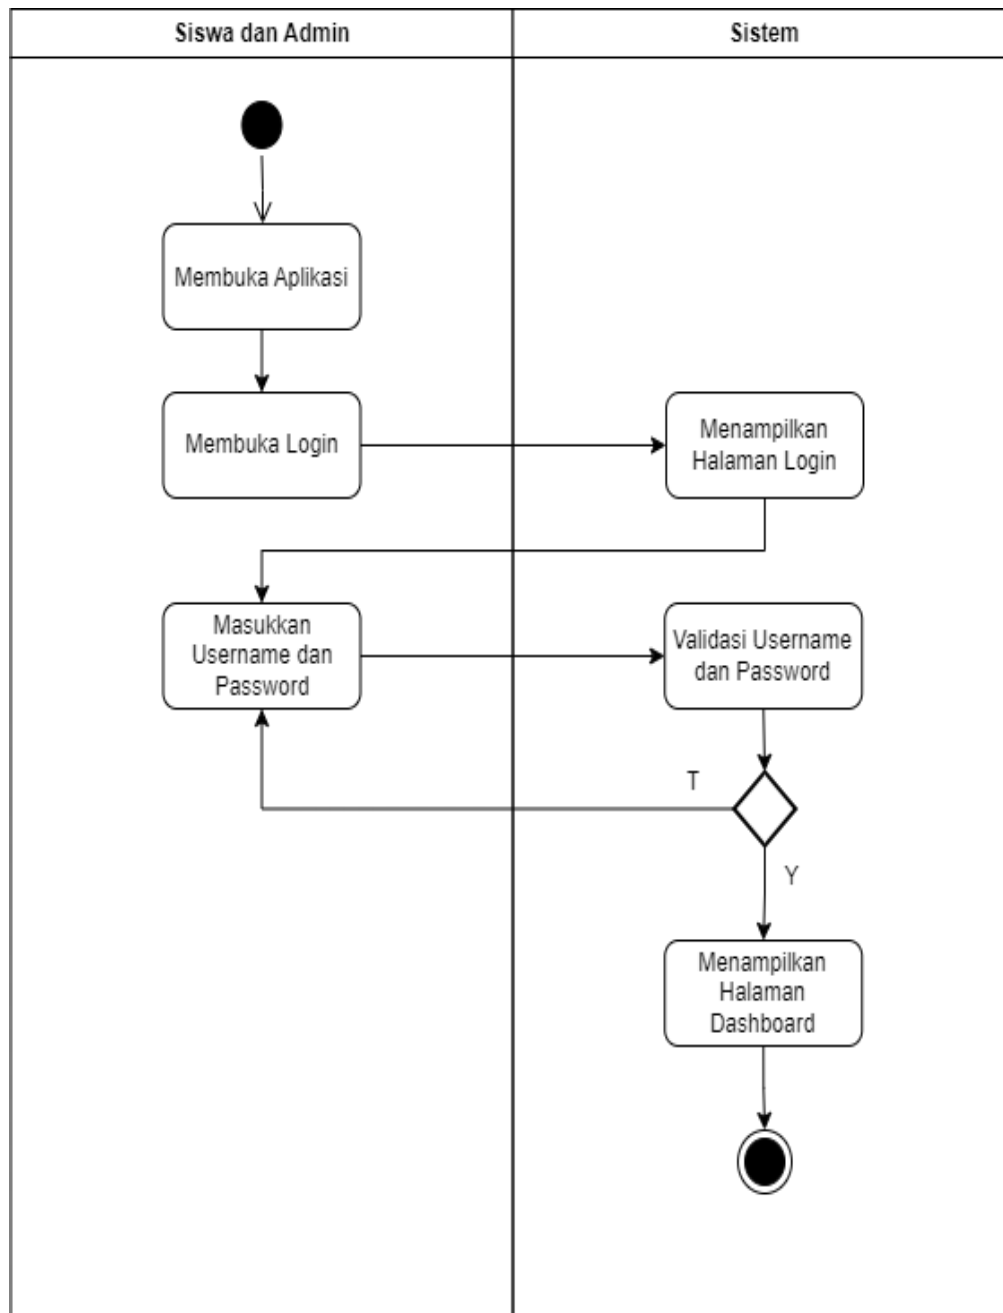 Siswa dan Admin
Sistem
Membuka Aplikasi
Membuka Login
Menampilkan
Halaman Login
Masukkan
Username dan
Password
Validasi Username
dan Password
T
Y
Menampilkan
Halaman
Dashboard